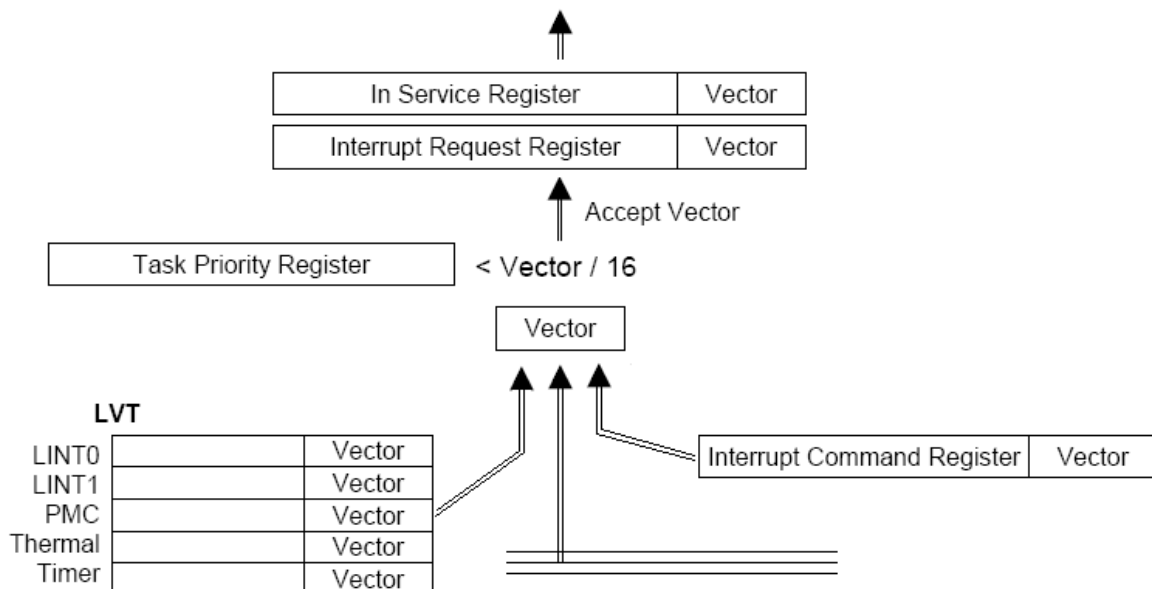 In Service Register Vector
Interrupt Request Register Vector
Accept Vector
Task Priority Register < Vector / 16
Vector
LVT
LINT0 Vector
LINT1 Vector
PMC Vector
Thermal Vector
Timer Vector
Interrupt Command Register Vector